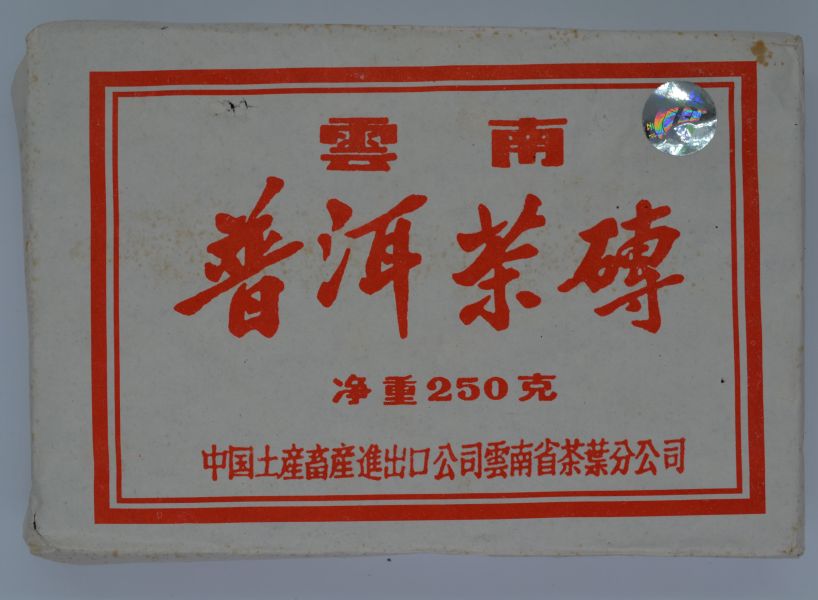 雲南
普洱茶磚
净重250克
中国土産畜産進出口公司雲南省茶葉分公司